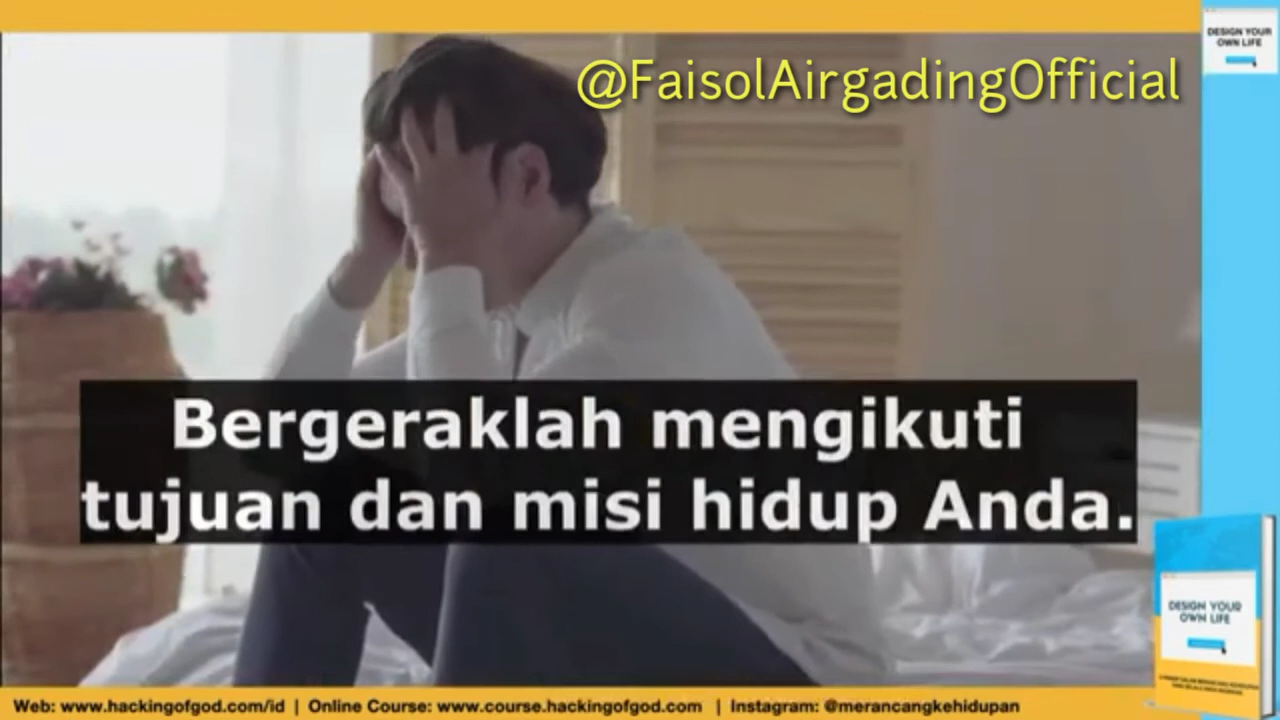 DESIGN YOUR
OWN LIFE
@FaisolAirgadingOfficial
Bergeraklah mengikuti
tujuan dan misi hidup Anda.
DESIGN YOUR
OWN LIFE
Web: www.hackingofgod.com/id | Online Course: www.course.hackingofgod.com | Instagram: @merancangkehidupan